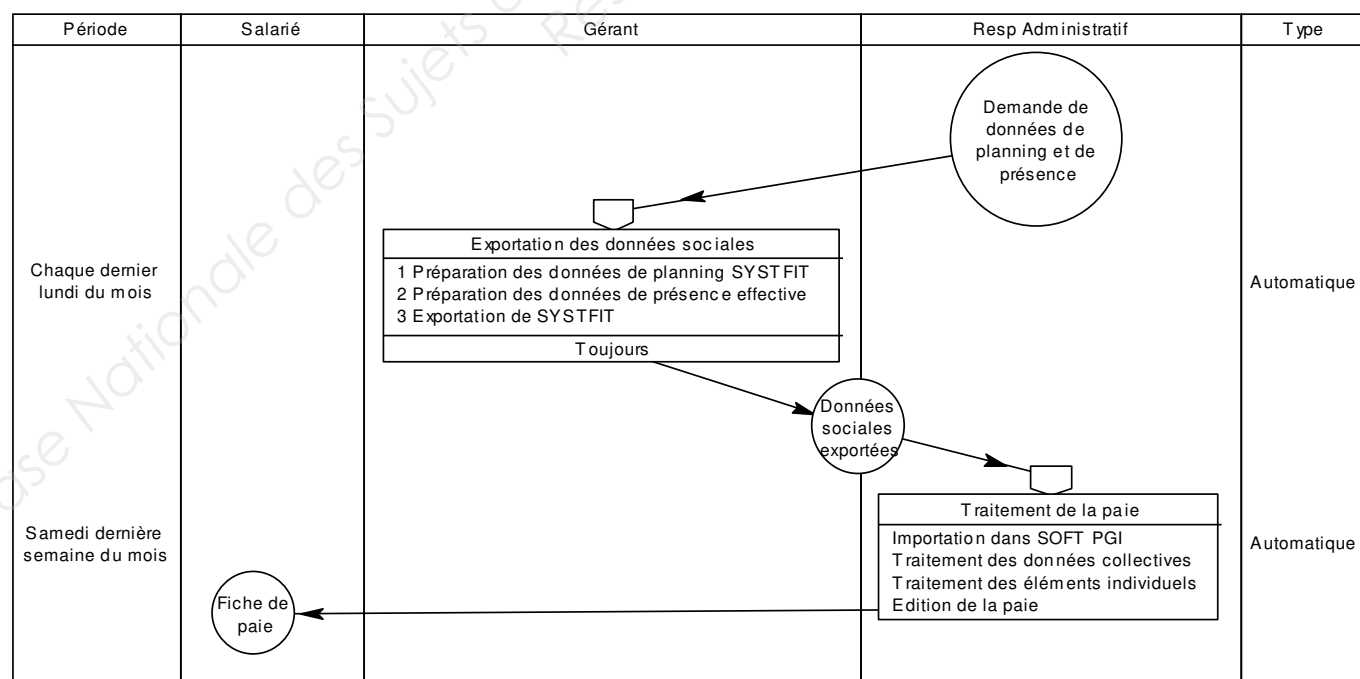 Période
Salarié
Gérant
Resp Administratif
Type
Demande de
données de
planning et de
présence
Chaque dernier
lundi du mois
Exportation des données sociales
1 Préparation des données de planning SYSTFIT
2 Préparation des données de présence effective
3 Exportation de SYSTFIT
Toujours
Automatique
Données
sociales
exportées
Samedi dernière
semaine du mois
Traitement de la paie
Importation dans SOFT PGI
Traitement des données collectives
Traitement des éléments individuels
Edition de la paie
Automatique
Fiche de
paie
Nationale des Sujets